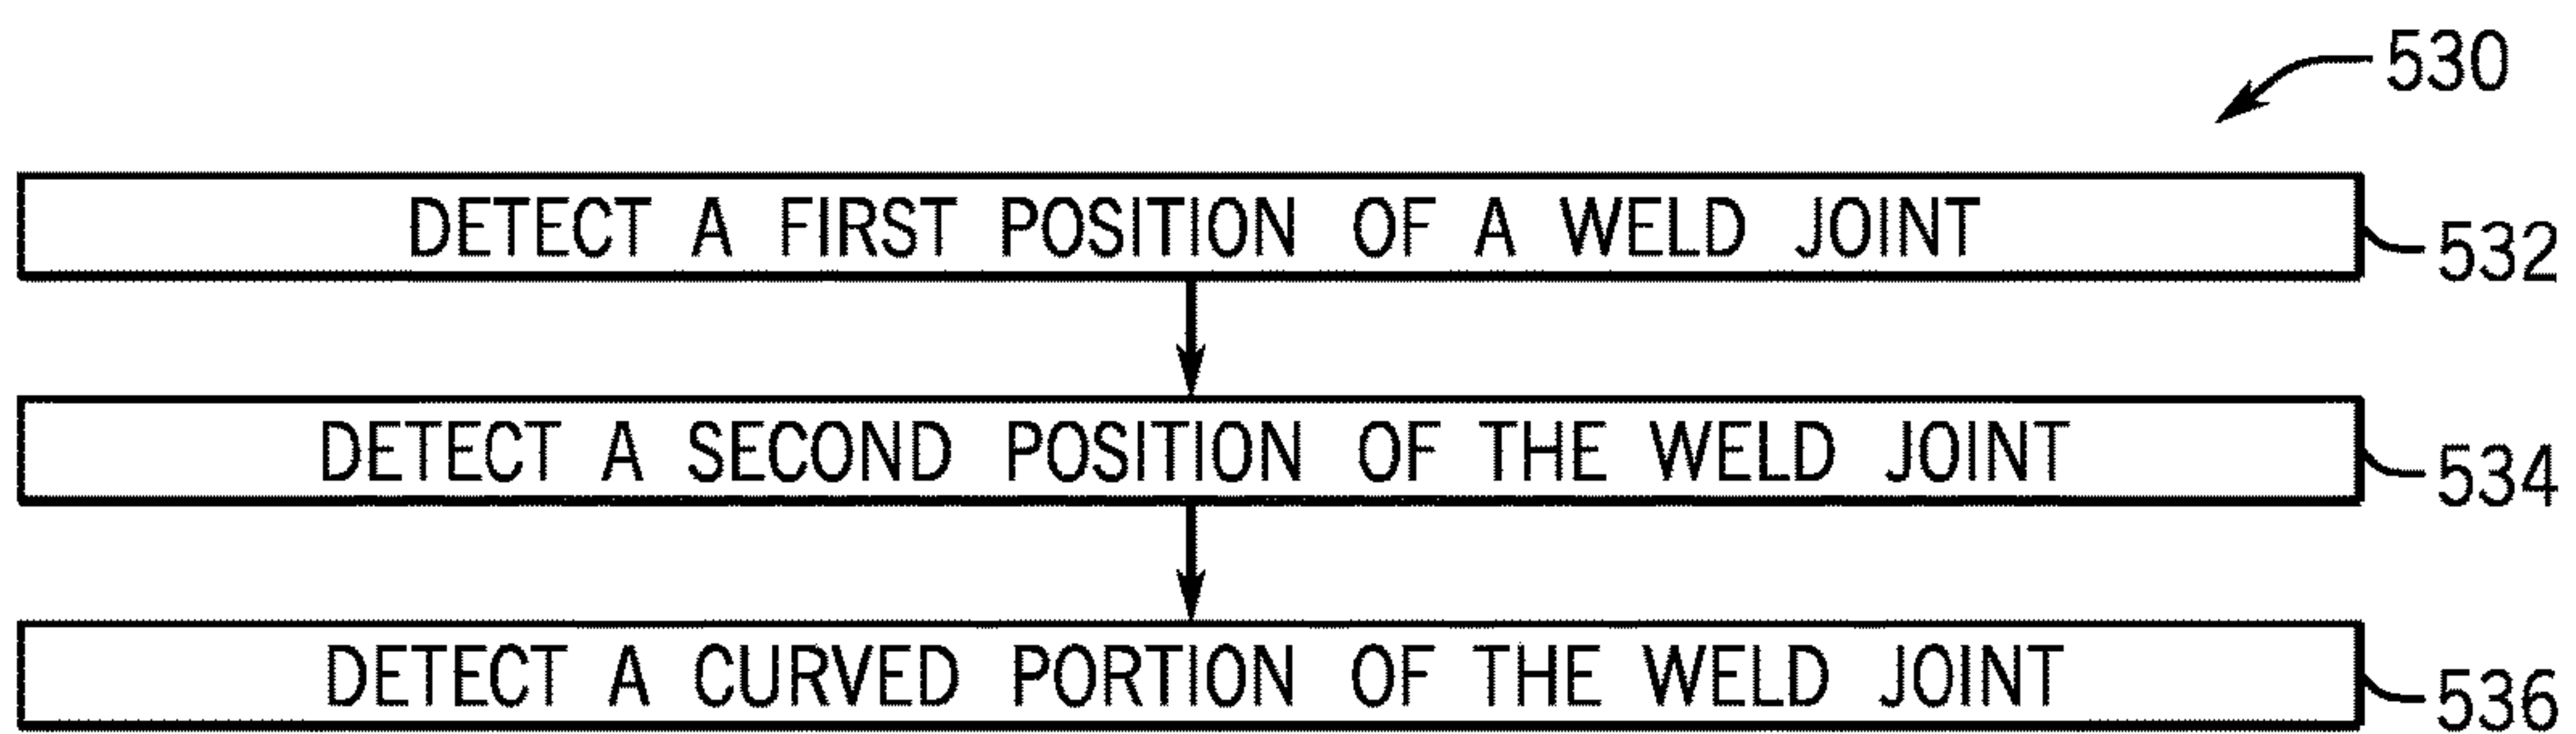 530
DETECT A FIRST POSITION OF A WELD JOINT
532
DETECT A SECOND POSITION OF THE WELD JOINT
534
DETECT A CURVED PORTION OF THE WELD JOINT
536